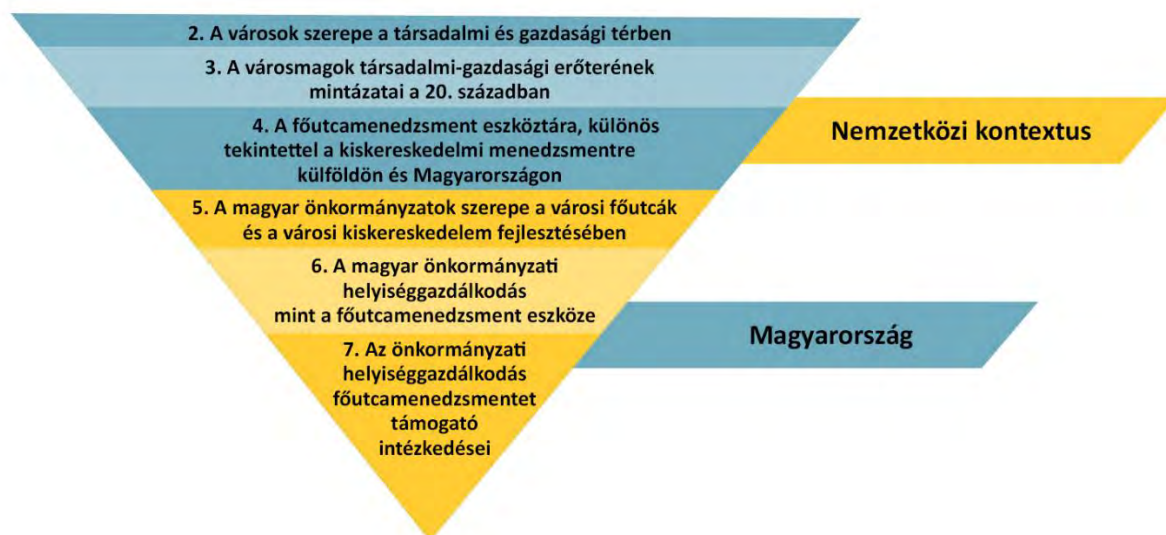 2. A városok szerepe a társadalmi és gazdasági térben
3. A városmagok társadalmi-gazdasági erőterének
mintázatai a 20. században
4. A főutcamenedzsment eszköztára, különös
tekintettel a kiskereskedelmi menedzsmentre
külföldön és Magyarországon
Nemzetközi kontextus
5. A magyar önkormányzatok szerepe a városi főutcák
és a városi kiskereskedelem fejlesztésében
6. A magyar önkormányzati
helyiséggazdálkodás
mint a főutcamenedzsment eszköze
Magyarország
7. Az önkormányzati
helyiséggazdálkodás
főutcamenedzsmentet
támogató
intézkedései